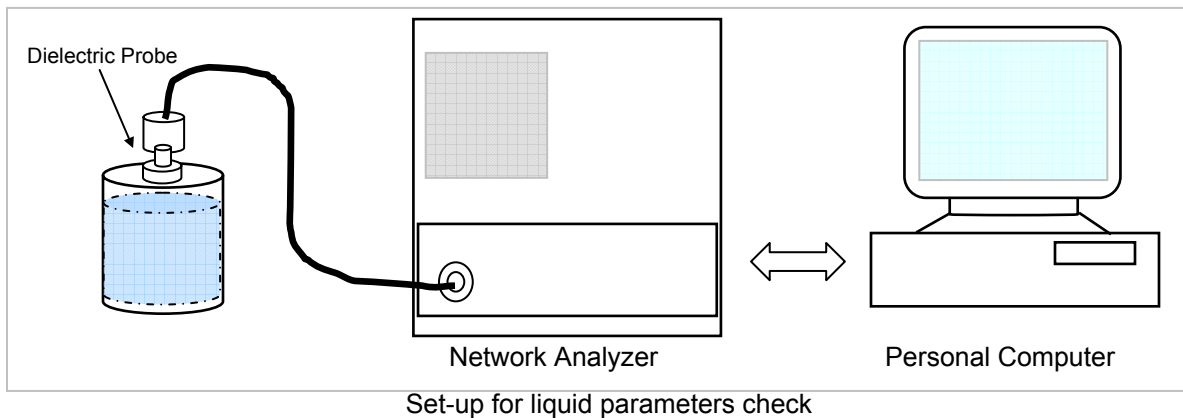 Dielectric Probe
Network Analyzer
Personal Computer
Set-up for liquid parameters check